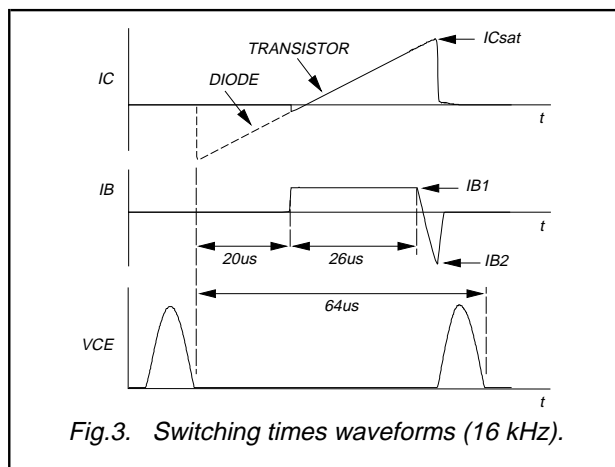 ICsat
TRANSISTOR
IC
DIODE
t
IB
IB1
20us
26us
IB2
t
64us
VCE
t
Fig.3. Switching times waveforms (16 kHz).